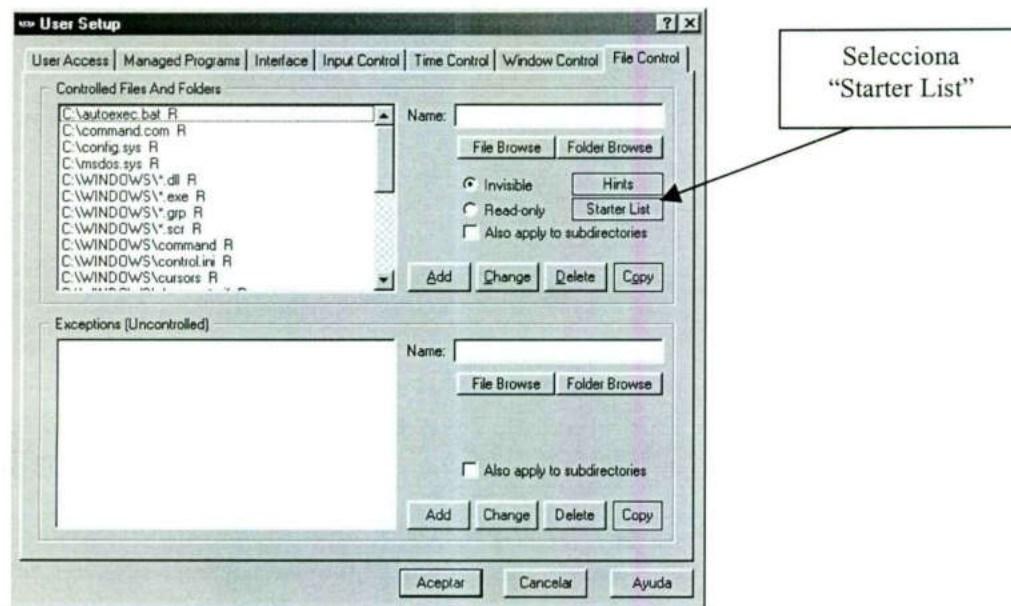 User Setup
User Access Managed Programs Interface Input Control Time Control Window Control File Control
Controlled Files And Folders
C:\autoexec.bat R
C:\command.com R
C:\config.sys R
C:\msdos.sys R
C:\WINDOWS\*.dll R
C:\WINDOWS\*.exe R
C:\WINDOWS\*.grp R
C:\WINDOWS\*.scr R
C:\WINDOWS\command R
C:\WINDOWS\control.ini R
C:\WINDOWS\cursors R
Name:
File Browse Folder Browse
Invisible Hints
Read-only Starter List
Also apply to subdirectories
Add Change Delete Copy
Exceptions (Uncontrolled)
Name:
File Browse Folder Browse
Also apply to subdirectories
Add Change Delete Copy
Aceptar Cancelar Ayuda
Selecciona
“Starter List”